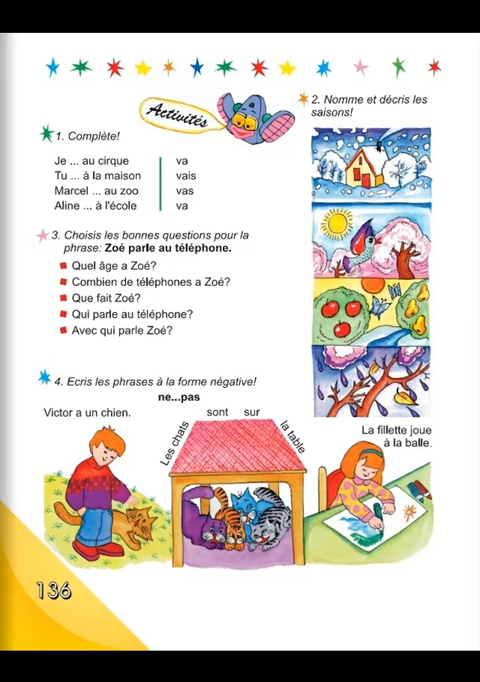 Activités
1. Complète!
Je ... au cirque va
Tu ... à la maison vais
Marcel ... au zoo vas
Aline ... à l'école va
2. Nomme et décris les
saisons!
3. Choisis les bonnes questions pour la
phrase: Zoé parle au téléphone.
Quel âge a Zoé?
Combien de téléphones a Zoé?
Que fait Zoé?
Qui parle au téléphone?
Avec qui parle Zoé?
4. Ecris les phrases à la forme négative!
ne...pas
Victor a un chien.
Les chats sont sur la table
La fillette joue
à la balle.
136